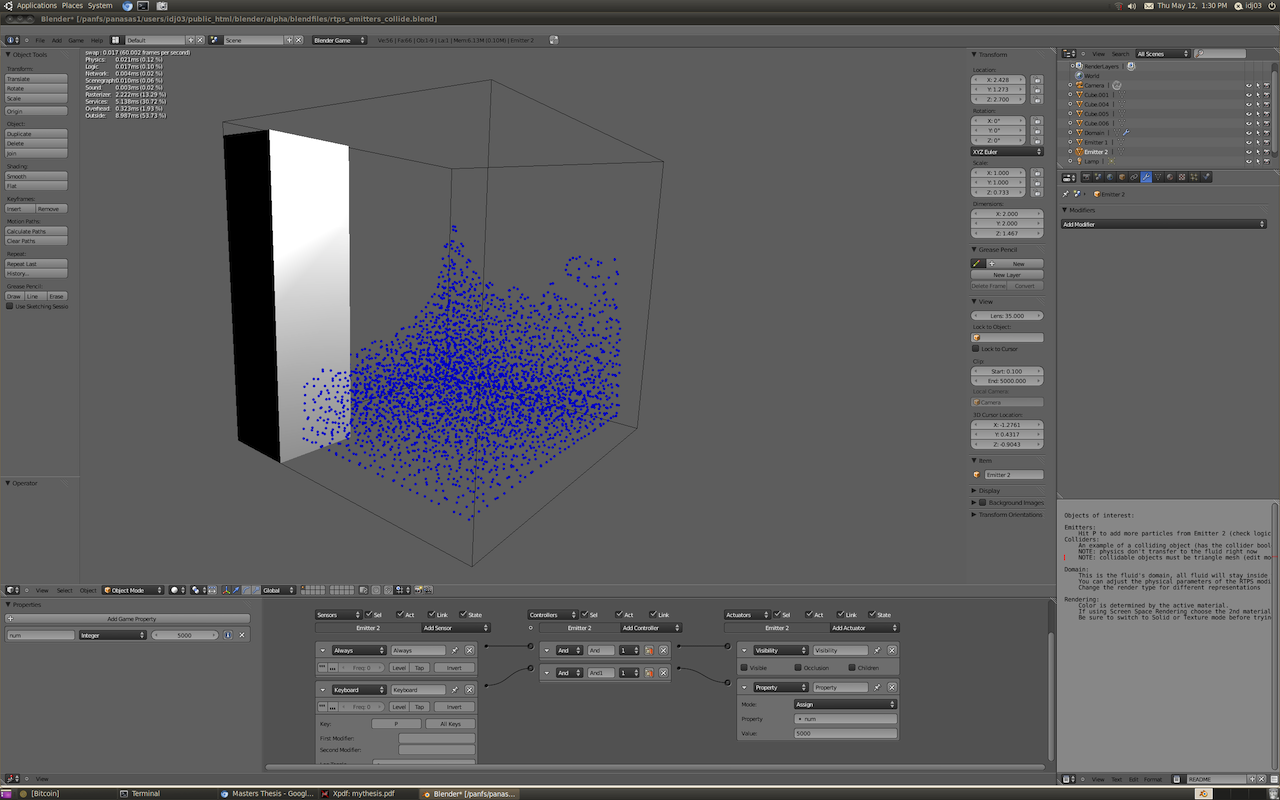 Applications Places System
Thu May 12, 1:30 PM idj03
Blender* [/panfs/panasas1/users/idj03/public_html/blender/alpha/blendfiles/rtps_emitters_collide.blend]
File Add Game Help Default Scene Blender Game Ve:56 | Fa:66 | Ob:1-9 | La:1 | Mem:6.13M (0.10M) | Emitter 2
Object Tools
Transform:
Translate
Rotate
Scale
Origin
Object:
Duplicate
Delete
Join
Shading:
Smooth
Flat
Keyframes:
Insert Remove
Motion Paths:
Calculate Paths
Clear Paths
Repeat:
Repeat Last
History...
Grease Pencil:
Draw Line Erase
Use Sketching Sessio
Operator
swap : 0.017 (60.002 frames per second)
Physics: 0.021ms (0.12 %)
Logic: 0.017ms (0.10 %)
Network: 0.004ms (0.02 %)
Scenegraph: 0.010ms (0.06 %)
Sound: 0.003ms (0.02 %)
Rasterizer: 2.222ms (13.29 %)
Services: 5.138ms (30.72 %)
Overhead: 0.323ms (1.93 %)
Outside: 8.987ms (53.73 %)
Transform
Location:
X: 2.428
Y: 1.273
Z: 2.700
Rotation:
X: 0°
Y: 0°
Z: 0°
XYZ Euler
Scale:
X: 1.000
Y: 1.000
Z: 0.733
Dimensions:
X: 2.000
Y: 2.000
Z: 1.467
Grease Pencil
New
New Layer
Delete Frame Convert
View
Lens: 35.000
Lock to Object:
Lock to Cursor
Clip:
Start: 0.100
End: 5000.000
Local Camera:
Camera
3D Cursor Location:
X: -1.2761
Y: 0.4317
Z: -0.9043
Item
Emitter 2
Display
Background Images
Transform Orientations
View Search All Scenes
RenderLayers
World
Camera
Cube.001
Cube.004
Cube.005
Cube.006
Domain
Emitter 1
Emitter 2
Lamp
Emitter 2
Modifiers
Add Modifier
Objects of interest:
Emitters:
Hit P to add more particles from Emitter 2 (check logic
Colliders:
An example of a colliding object (has the collider bool
NOTE: physics don't transfer to the fluid right now
NOTE: collidable objects must be triangle mesh (edit mo
Domain:
This is the fluid's domain, all fluid will stay inside
You can adjust the physical parameters of the RTPS modi
Change the render type for different representations
Rendering:
Color is determined by the active material.
If using Screen Space Rendering choose the 2nd material
Be sure to switch to Solid or Texture mode before tryin
View Text Edit Format README
View Select Object Object Mode Global
Properties
Add Game Property
num Integer 5000
Sensors Sel Act Link State
Emitter 2 Add Sensor
Always Always
Freq: 0 Level Tap Invert
Keyboard Keyboard
Freq: 0 Level Tap Invert
Key: P All Keys
First Modifier:
Second Modifier:
Controllers Sel Act Link
Emitter 2 Add Controller
And And 1
And And1 1
Actuators Sel Act Link State
Emitter 2 Add Actuator
Visibility Visibility
Visible Occlusion Children
Property Property
Mode: Assign
Property num
Value: 5000
View
[Bitcoin] Terminal Masters Thesis - Googl... Xpdf: mythesis.pdf Blender* [/panfs/panas...